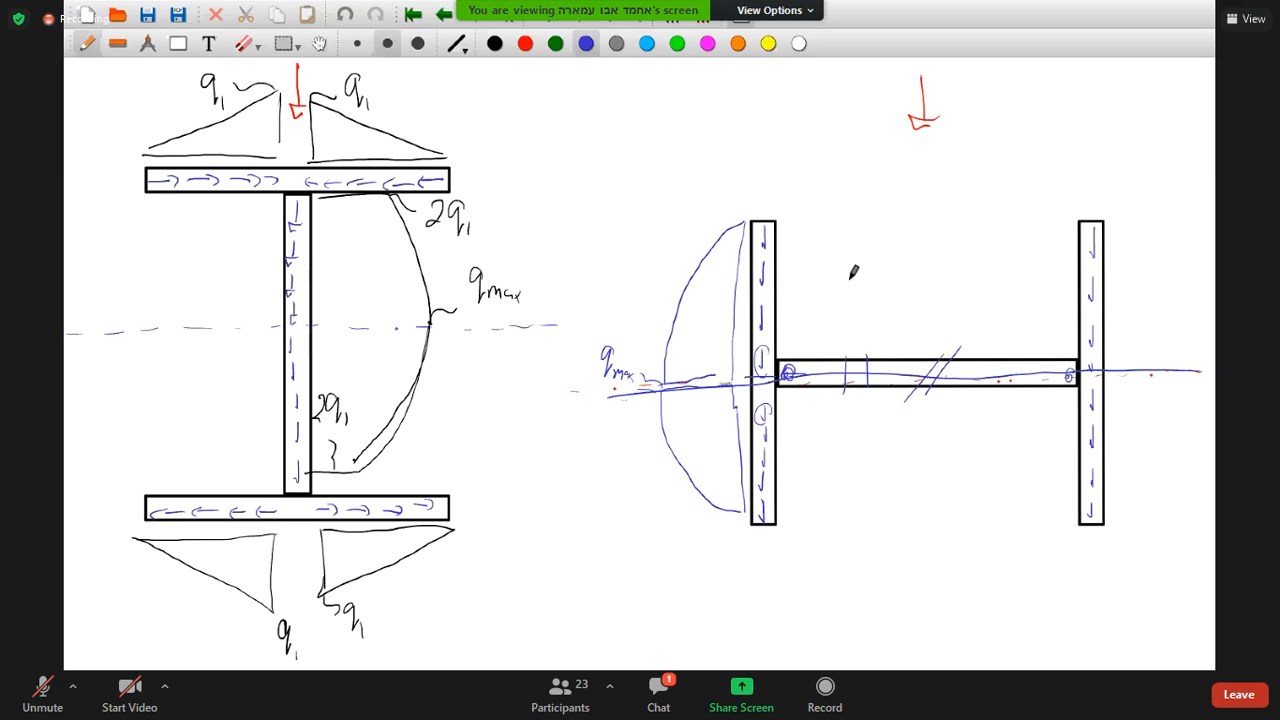 Recording
You are viewing אחמד אבו עמארה's screen
View Options
View
T
q1
q1
2q1
qmax
qmax
2q1
q1
q1
Unmute
Start Video
23
Participants
1
Chat
Share Screen
Record
Leave